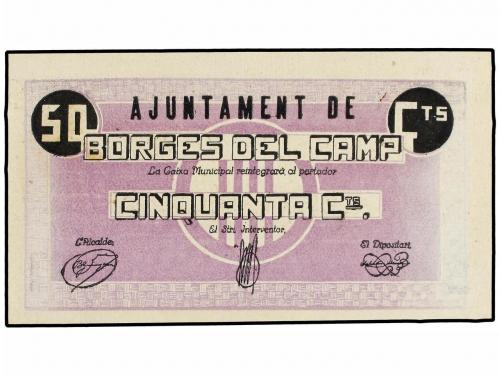 50 AJUNTAMENT DE CTS
BORGES DEL CAMP
La Caixa Municipal reintegrará al portador
CINQUANTA CTS.
El Stri. Interventor,
L'Alcalde, El Dipositari,